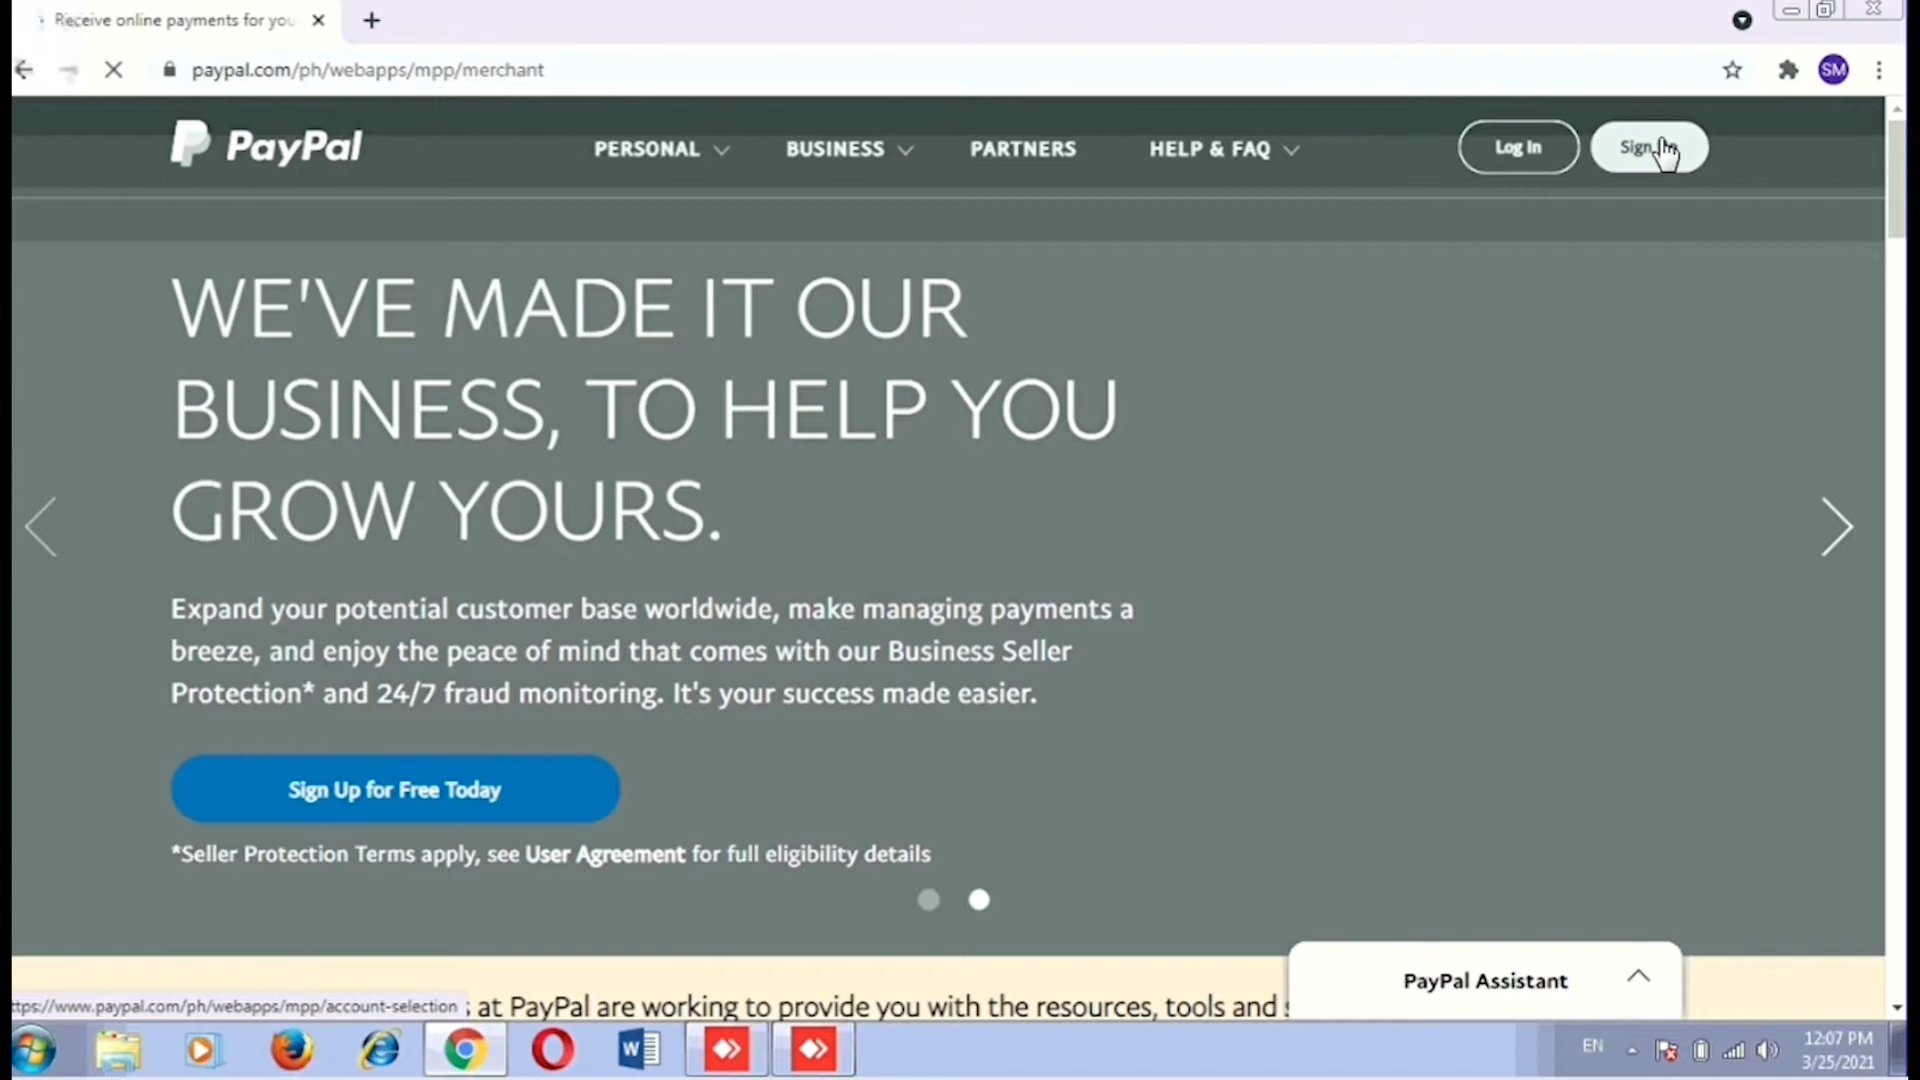 Receive online payments for you
paypal.com/ph/webapps/mpp/merchant
SM
PayPal
PERSONAL
BUSINESS
PARTNERS
HELP & FAQ
Log In
Sign
WE'VE MADE IT OUR
BUSINESS, TO HELP YOU
GROW YOURS.
Expand your potential customer base worldwide, make managing payments a
breeze, and enjoy the peace of mind that comes with our Business Seller
Protection* and 24/7 fraud monitoring. It's your success made easier.
Sign Up for Free Today
*Seller Protection Terms apply, see User Agreement for full eligibility details
PayPal Assistant
ttps://www.paypal.com/ph/webapps/mpp/account-selection
s at PayPal are working to provide you with the resources, tools and
W
EN
12:07 PM
3/25/2021